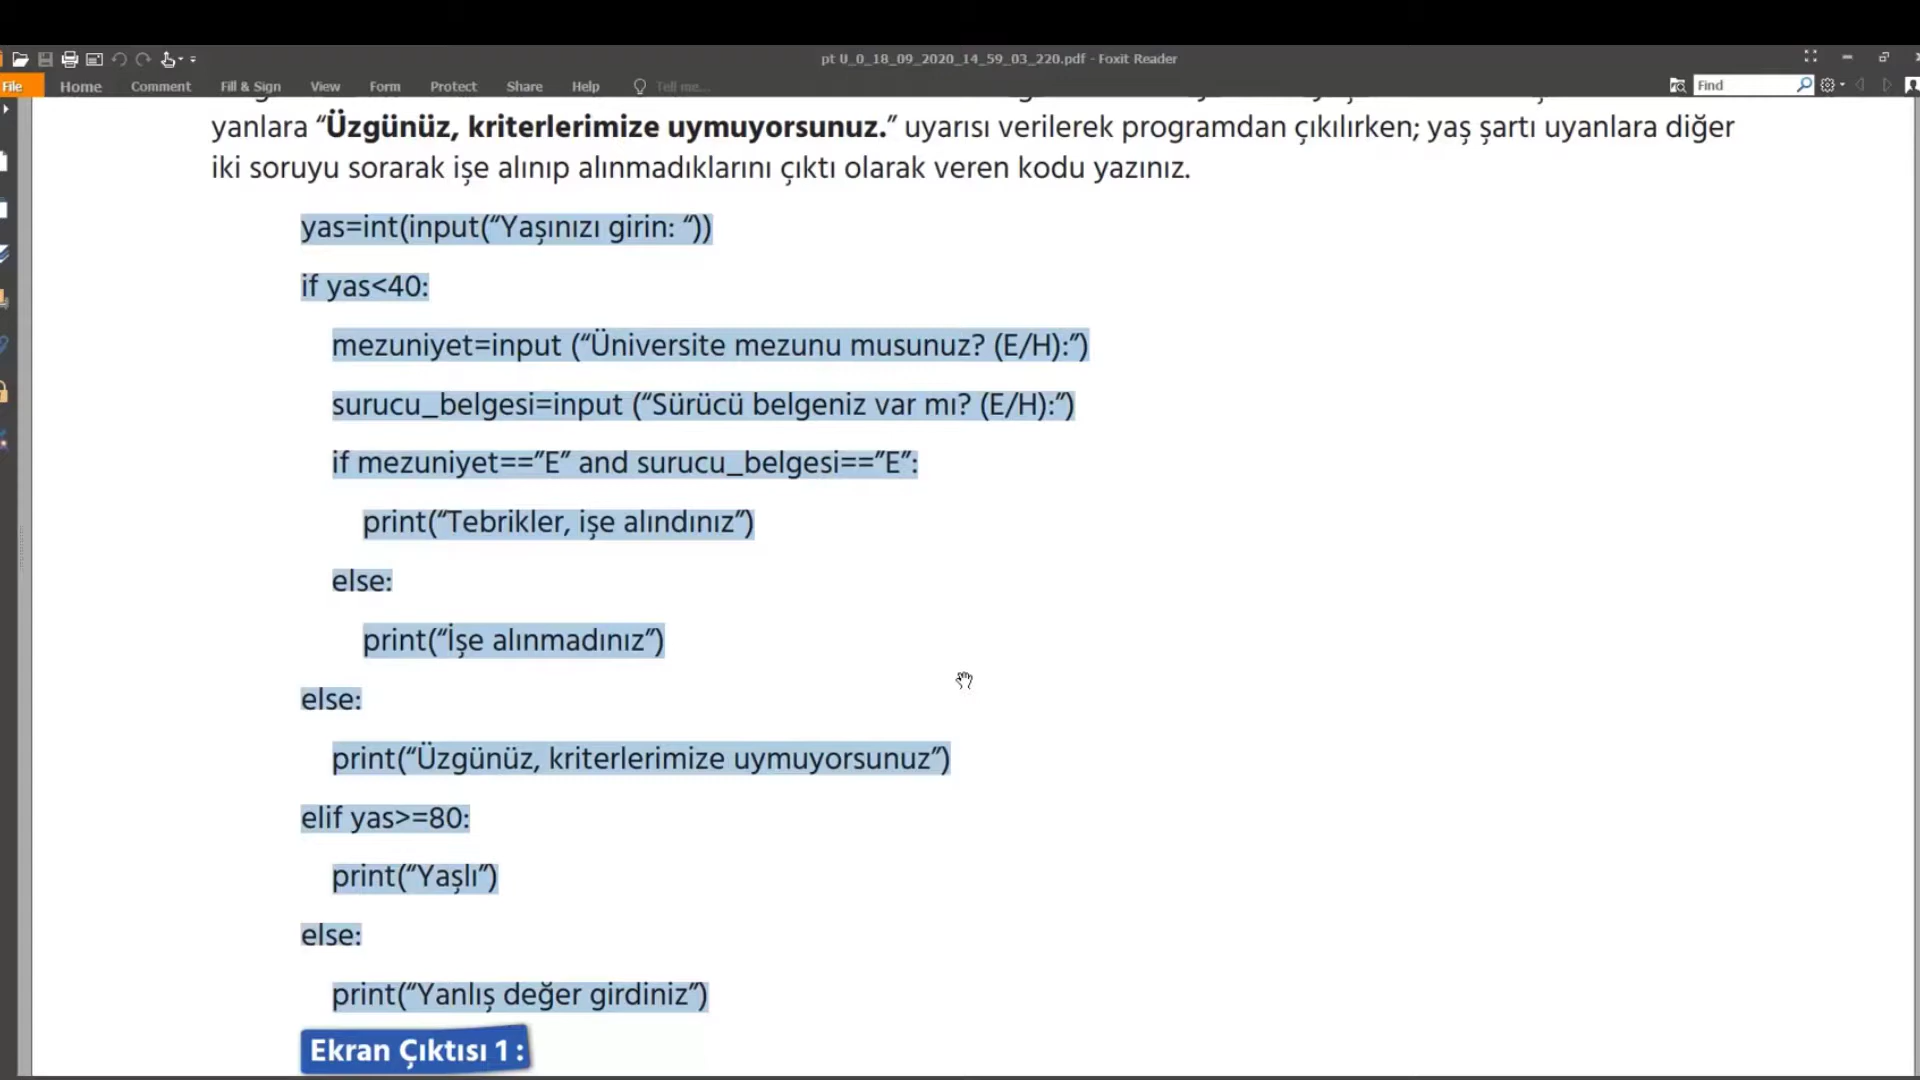 pt U_0_18_09_2020_14_59_03_220.pdf - Foxit Reader
File Home Comment Fill & Sign View Form Protect Share Help Tell me... Find
yanlara “Üzgünüz, kriterlerimize uymuyorsunuz.” uyarısı verilerek programdan çıkılırken; yaş şartı uyanlara diğer
iki soruyu sorarak işe alınıp alınmadıklarını çıktı olarak veren kodu yazınız.
yas=int(input(“Yaşınızı girin: “))
if yas<40:
mezuniyet=input (“Üniversite mezunu musunuz? (E/H):”)
surucu_belgesi=input (“Sürücü belgeniz var mı? (E/H):”)
if mezuniyet==”E” and surucu_belgesi==”E”:
print(“Tebrikler, işe alındınız”)
else:
print(“İşe alınmadınız”)
else:
print(“Üzgünüz, kriterlerimize uymuyorsunuz”)
elif yas>=80:
print(“Yaşlı”)
else:
print(“Yanlış değer girdiniz”)
Ekran Çıktısı 1 :